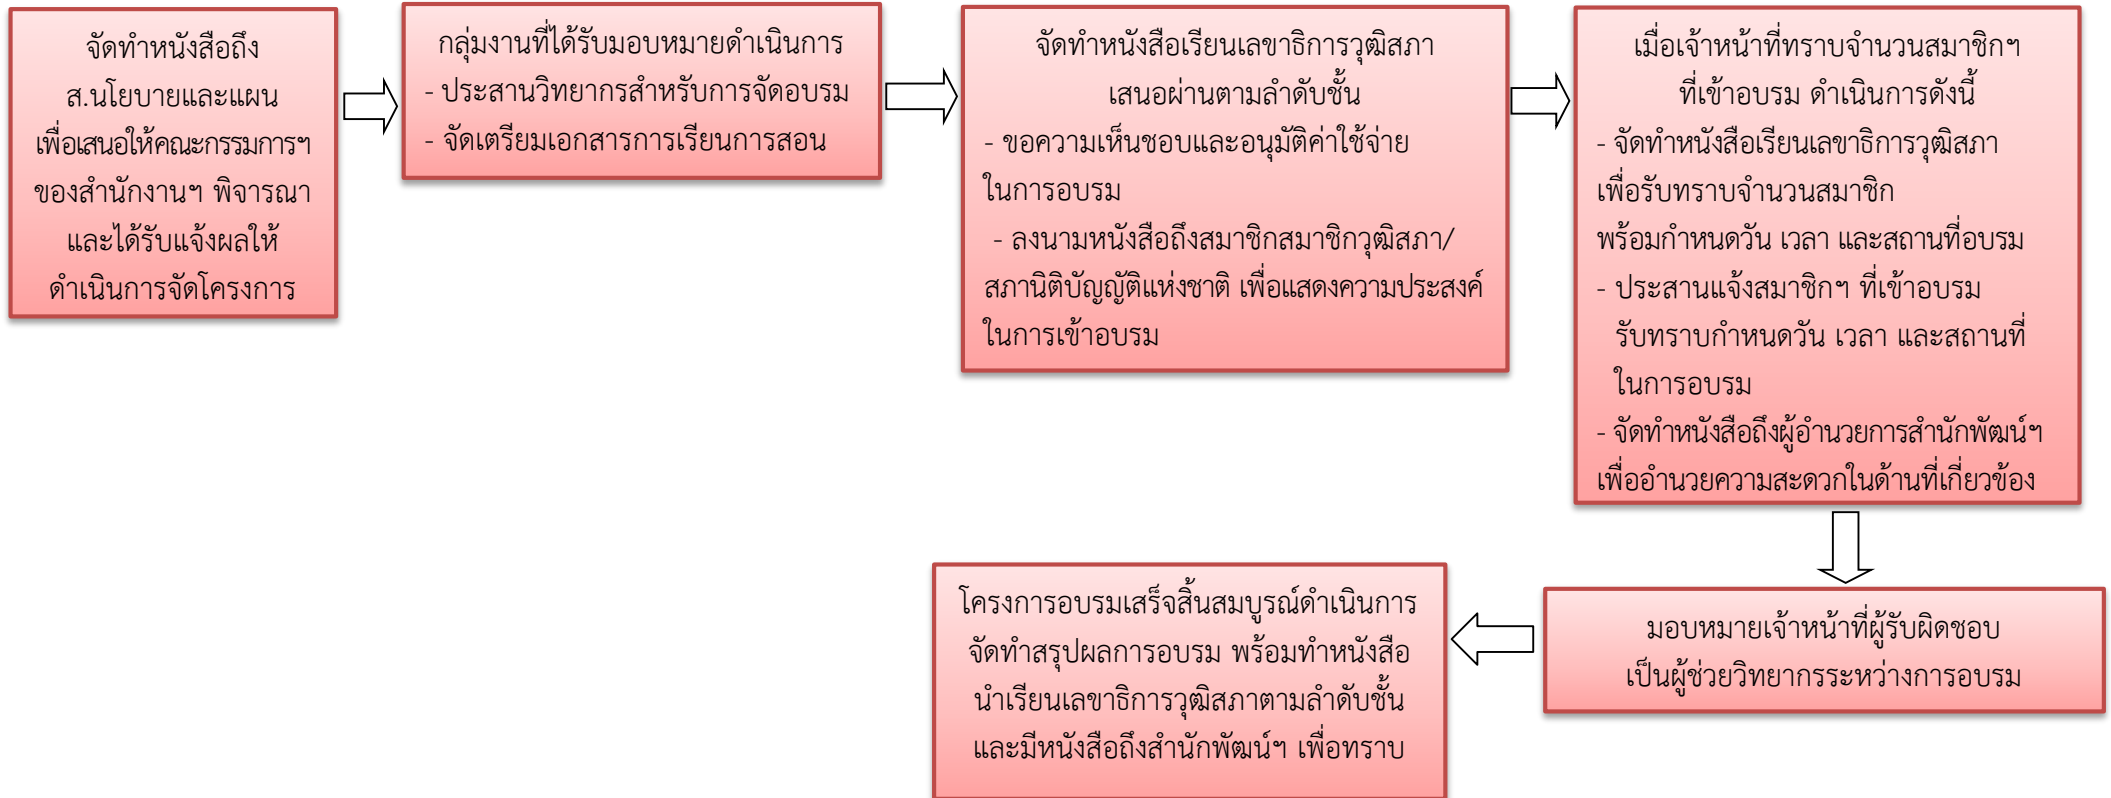 จัดทำหนังสือถึง
ส.นโยบายและแผน
เพื่อเสนอให้คณะกรรมการฯ
ของสำนักงานฯ พิจารณา
และได้รับแจ้งผลให้
ดำเนินการจัดโครงการ
กลุ่มงานที่ได้รับมอบหมายดำเนินการ
- ประสานวิทยากรสำหรับการจัดอบรม
- จัดเตรียมเอกสารการเรียนการสอน
จัดทำหนังสือเรียนเลขาธิการวุฒิสภา
เสนอผ่านตามลำดับชั้น
- ขอความเห็นชอบและอนุมัติค่าใช้จ่าย
ในการอบรม
- ลงนามหนังสือถึงสมาชิกสมาชิกวุฒิสภา/
สภานิติบัญญัติแห่งชาติ เพื่อแสดงความประสงค์
ในการเข้าอบรม
เมื่อเจ้าหน้าที่ทราบจำนวนสมาชิกฯ
ที่เข้าอบรม ดำเนินการดังนี้
- จัดทำหนังสือเรียนเลขาธิการวุฒิสภา
เพื่อรับทราบจำนวนสมาชิก
พร้อมกำหนดวัน เวลา และสถานที่อบรม
- ประสานแจ้งสมาชิกฯ ที่เข้าอบรม
รับทราบกำหนดวัน เวลา และสถานที่
ในการอบรม
- จัดทำหนังสือถึงผู้อำนวยการสำนักพัฒน์ฯ
เพื่ออำนวยความสะดวกในด้านที่เกี่ยวข้อง
มอบหมายเจ้าหน้าที่ผู้รับผิดชอบ
เป็นผู้ช่วยวิทยากรระหว่างการอบรม
โครงการอบรมเสร็จสิ้นสมบูรณ์ดำเนินการ
จัดทำสรุปผลการอบรม พร้อมทำหนังสือ
นำเรียนเลขาธิการวุฒิสภาตามลำดับชั้น
และมีหนังสือถึงสำนักพัฒน์ฯ เพื่อทราบ